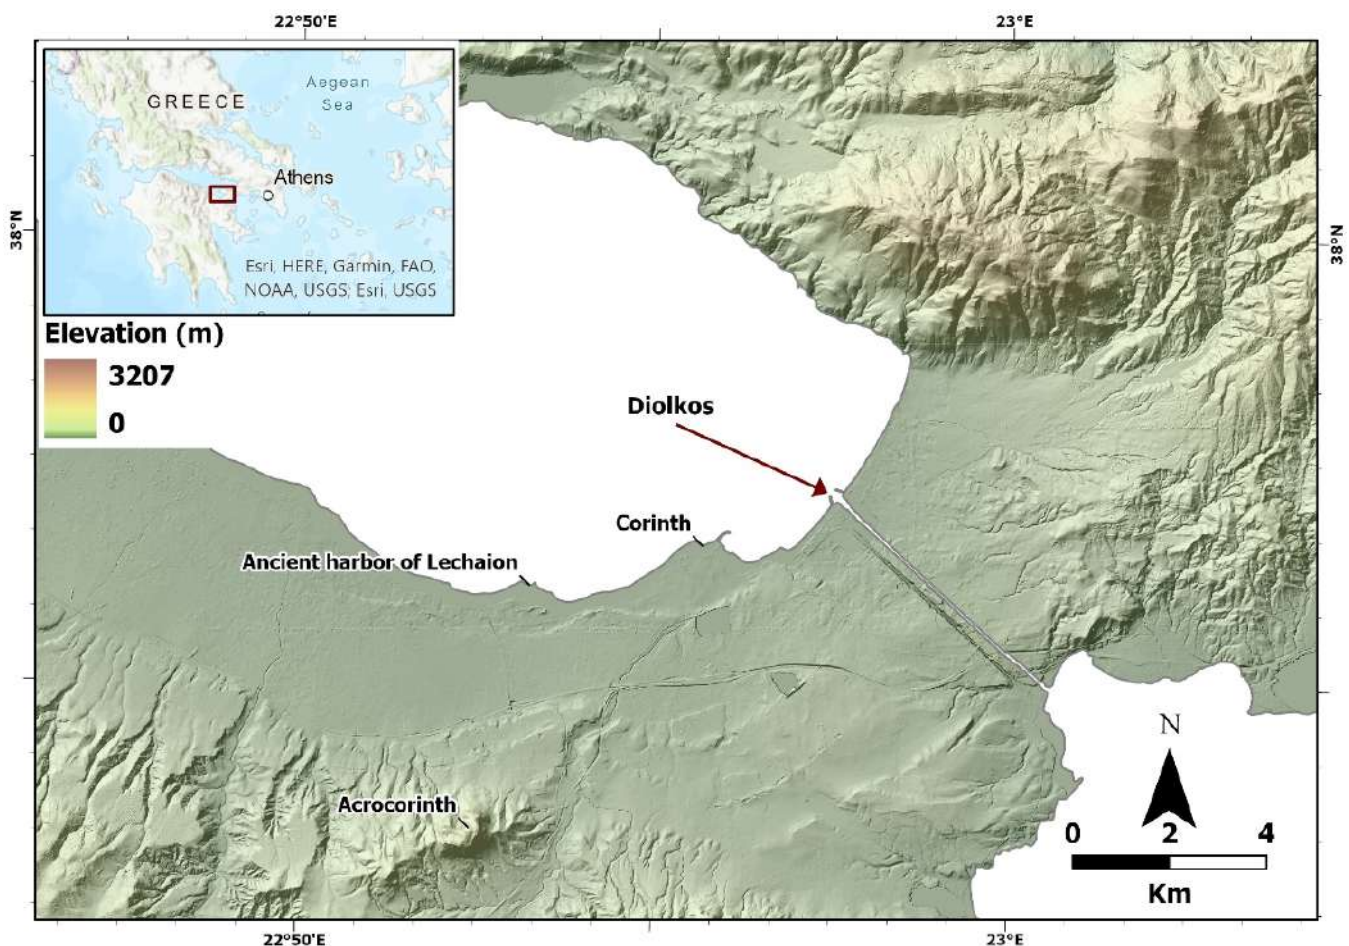 22°50'E
23°E
Aegean
Sea
GREECE
Athens
38°N
38°N
Esri, HERE, Garmin, FAO,
NOAA, USGS; Esri, USGS
Elevation (m)
3207
0
Diolkos
Corinth
Ancient harbor of Lechaion
N
Acrocorinth
0 2 4
Km
22°50'E
23°E